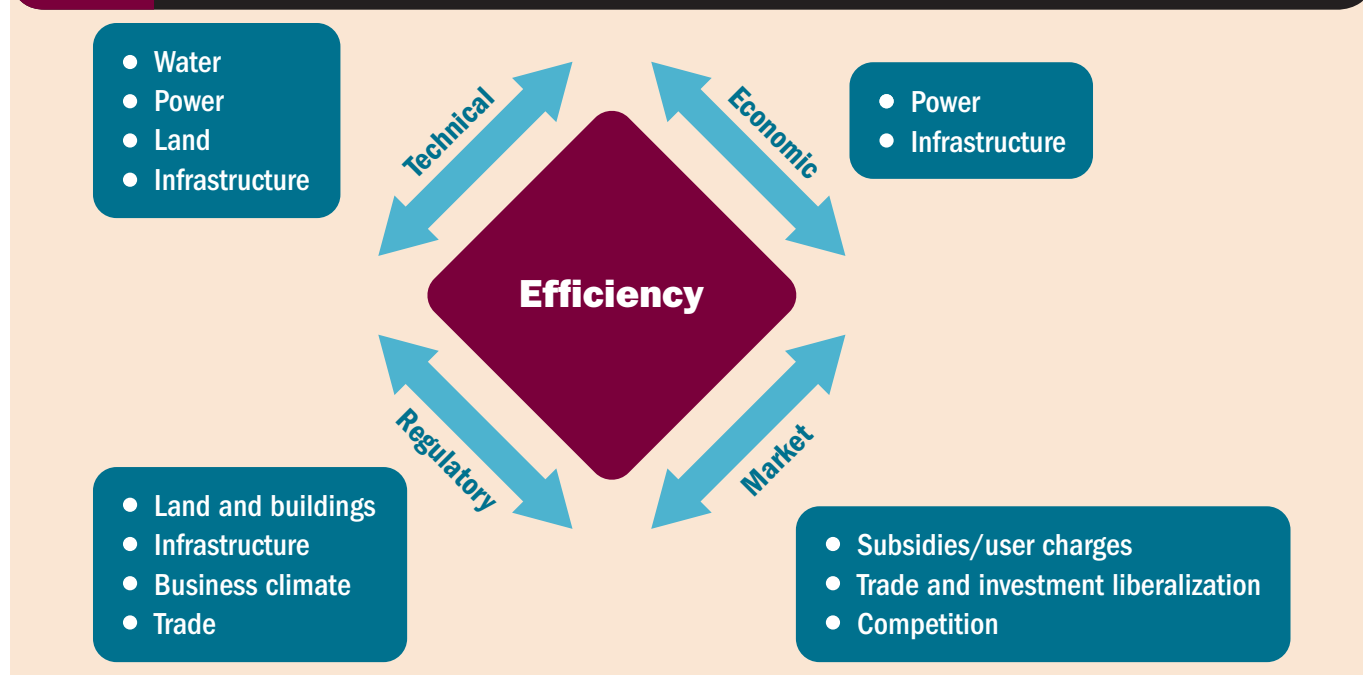 ● Water
● Power
● Land
● Infrastructure
Technical
Economic
● Power
● Infrastructure
Efficiency
Regulatory
Market
● Land and buildings
● Infrastructure
● Business climate
● Trade
● Subsidies/user charges
● Trade and investment liberalization
● Competition